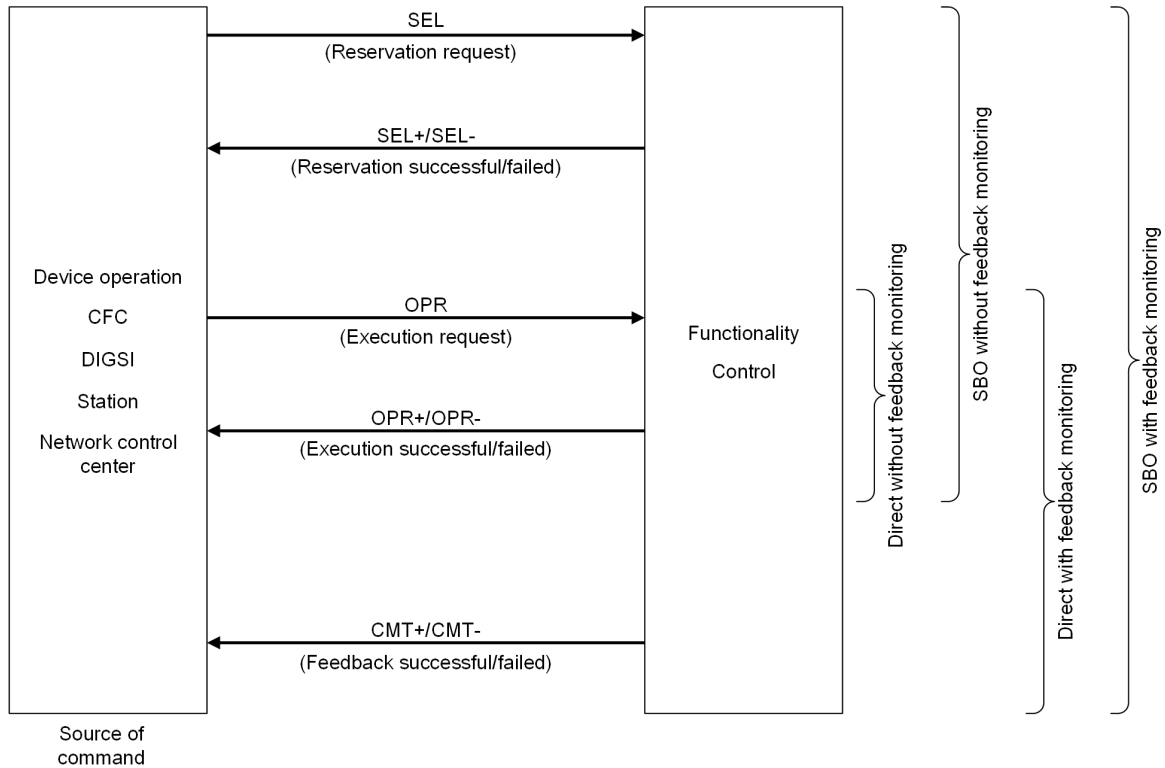 SEL
(Reservation request)
SEL+/SEL-
(Reservation successful/failed)
Device operation
CFC
DIGSI
Station
Network control
center
OPR
(Execution request)
OPR+/OPR-
(Execution successful/failed)
CMT+/CMT-
(Feedback successful/failed)
Functionality
Control
Direct without feedback monitoring
SBO without feedback monitoring
Direct with feedback monitoring
SBO with feedback monitoring
Source of
command